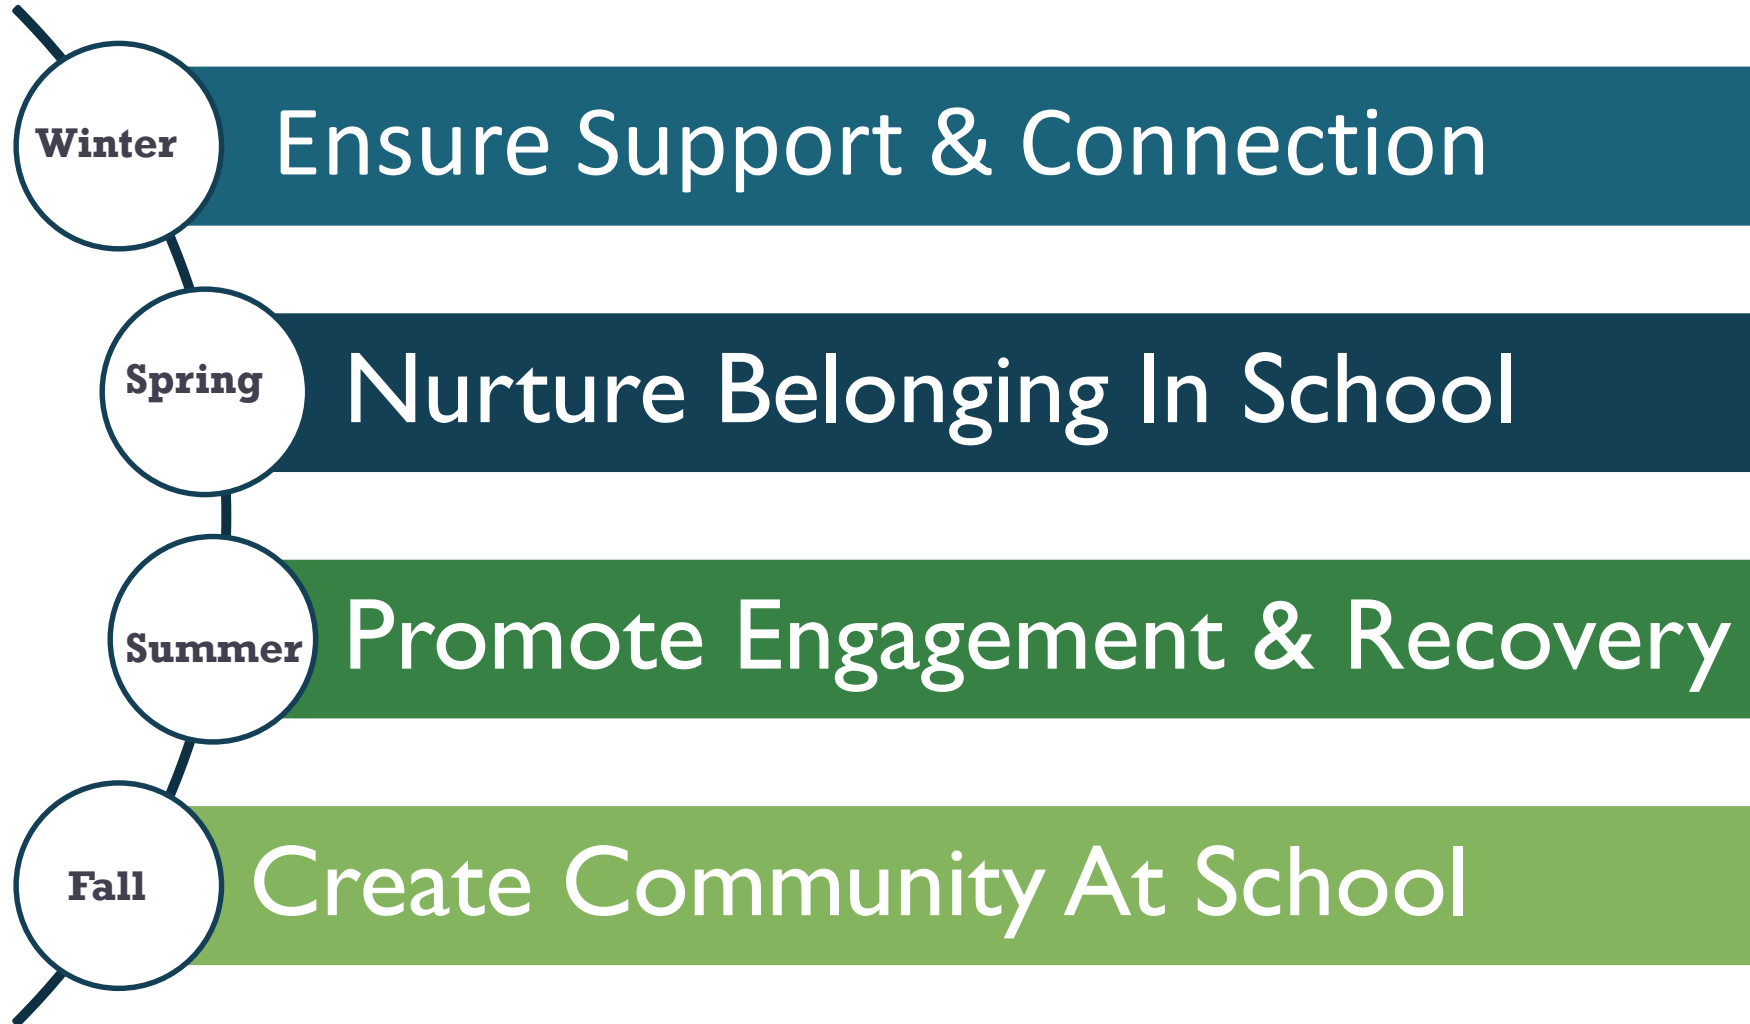 Winter
Ensure Support & Connection
Spring
Nurture Belonging In School
Summer
Promote Engagement & Recovery
Fall
Create Community At School